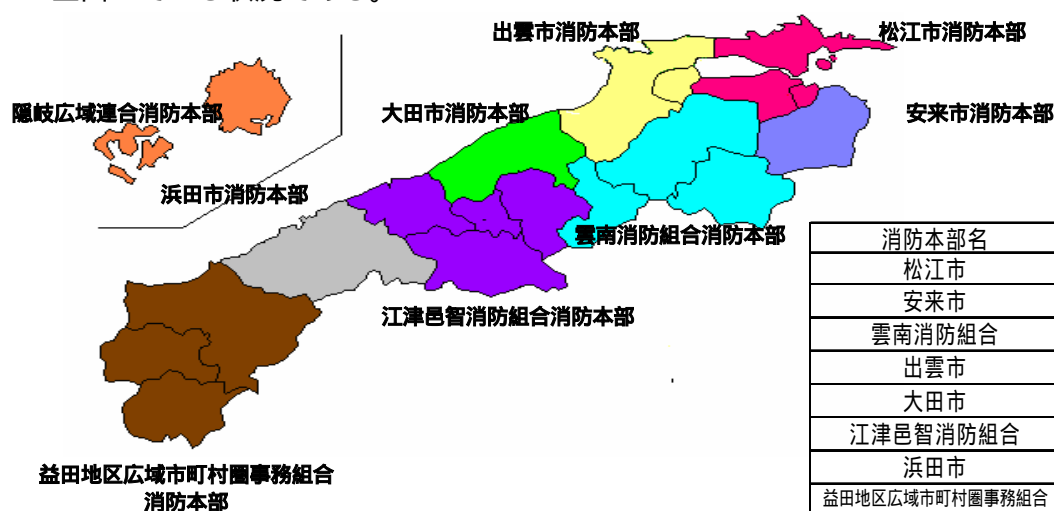 出雲市消防本部
松江市消防本部
隠岐広域連合消防本部
大田市消防本部
安来市消防本部
浜田市消防本部
雲南消防組合消防本部
江津邑智消防組合消防本部
益田地区広域市町村圏事務組合
消防本部
消防本部名
松江市
安来市
雲南消防組合
出雲市
大田市
江津邑智消防組合
浜田市
益田地区広域市町村圏事務組合